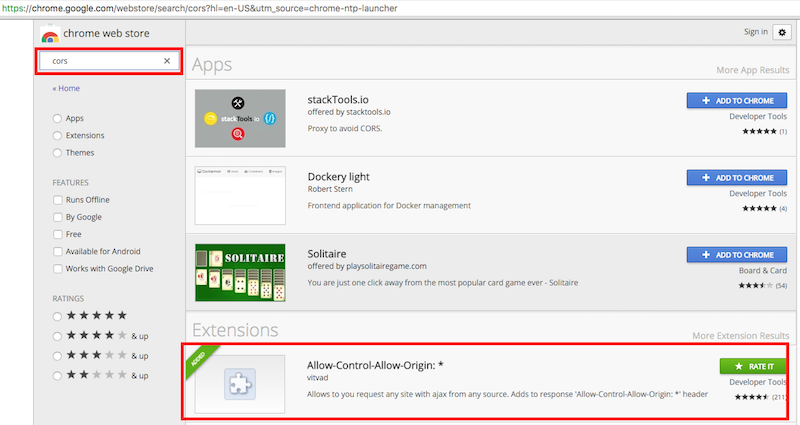 https://chrome.google.com/webstore/search/cors?hl=en-US&utm_source=chrome-ntp-launcher
chrome web store
Sign in
cors
« Home
Apps
Extensions
Themes
FEATURES
Runs Offline
By Google
Free
Available for Android
Works with Google Drive
RATINGS
& up
& up
& up
Apps
More App Results
stackTools.io
stackTools.io
offered by stacktools.io
Proxy to avoid CORS.
ADD TO CHROME
Developer Tools
(1)
Dockery light
Robert Stern
Frontend application for Docker management
ADD TO CHROME
Developer Tools
(4)
SOLITAIRE
Solitaire
offered by playsolitairegame.com
You are just one click away from the most popular card game ever - Solitaire
ADD TO CHROME
Board & Card
(54)
Extensions
More Extension Results
ADDED
Allow-Control-Allow-Origin: *
vitvad
Allows to you request any site with ajax from any source. Adds to response 'Allow-Control-Allow-Origin: *' header
RATE IT
Developer Tools
(211)